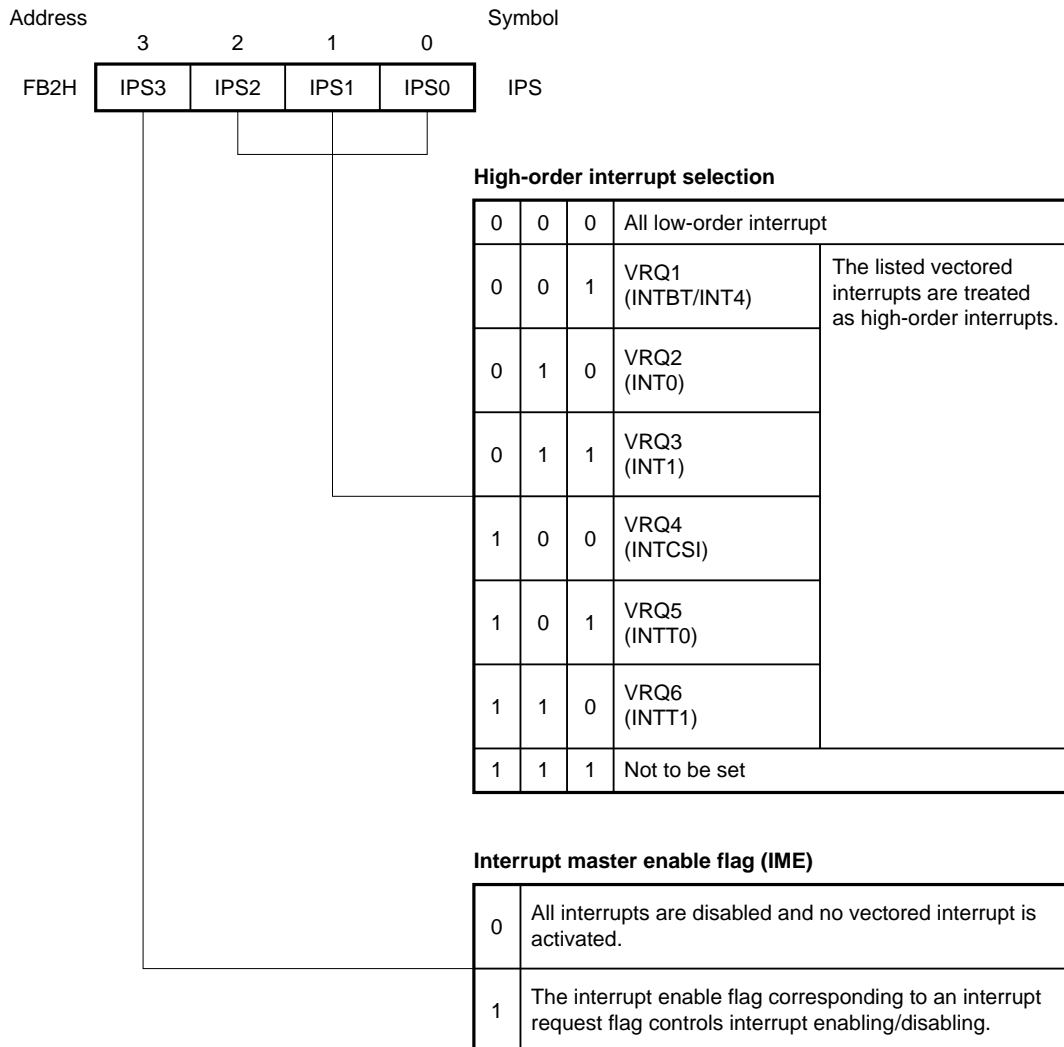 Address Symbol
3 2 1 0
FB2H IPS3 IPS2 IPS1 IPS0 IPS
High-order interrupt selection
0 0 0 All low-order interrupt
0 0 1 VRQ1
(INTBT/INT4)
The listed vectored
interrupts are treated
as high-order interrupts.
0 1 0 VRQ2
(INT0)
0 1 1 VRQ3
(INT1)
1 0 0 VRQ4
(INTCSI)
1 0 1 VRQ5
(INTT0)
1 1 0 VRQ6
(INTT1)
1 1 1 Not to be set
Interrupt master enable flag (IME)
0 All interrupts are disabled and no vectored interrupt is
activated.
1 The interrupt enable flag corresponding to an interrupt
request flag controls interrupt enabling/disabling.